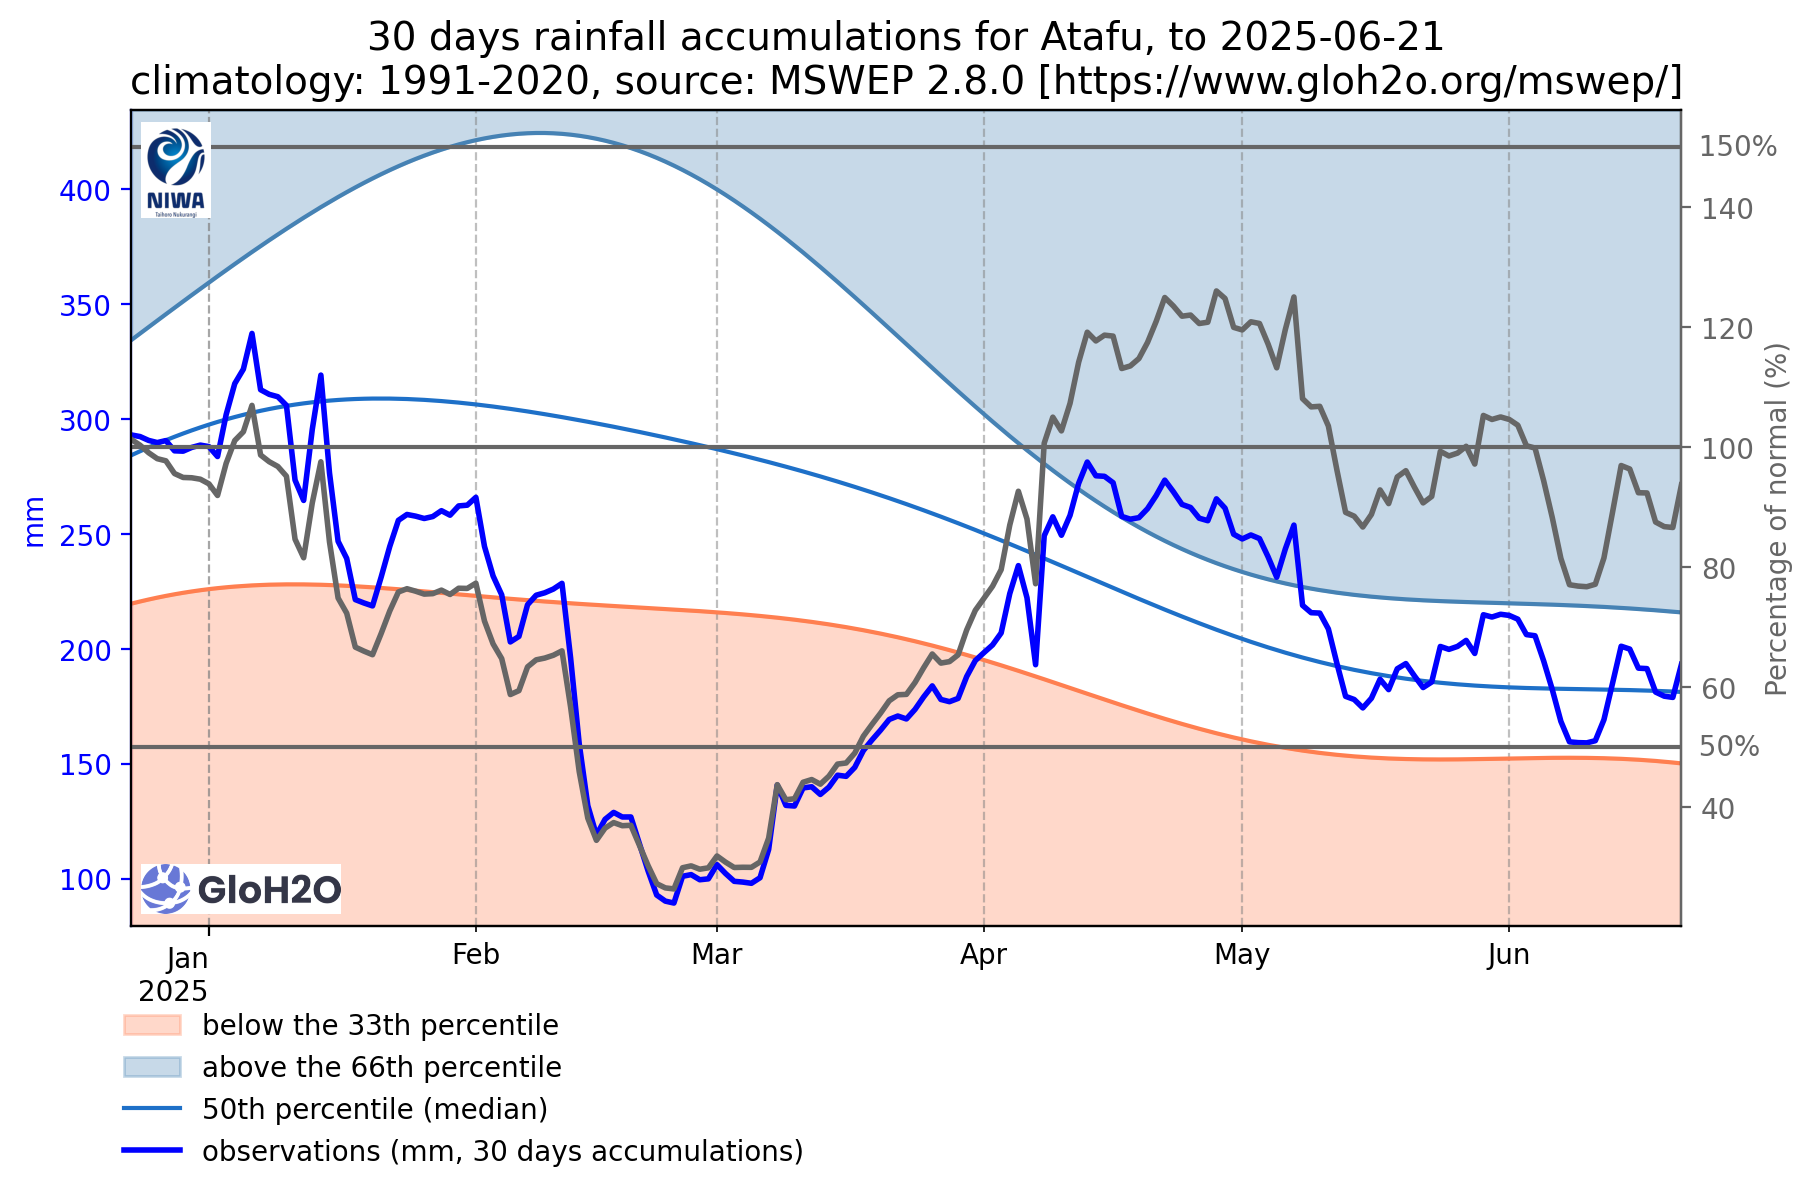 30 days rainfall accumulations for Atafu, to 2025-06-21
climatology: 1991-2020, source: MSWEP 2.8.0 [https://www.gloh2o.org/mswep/]
NIWA
Taihoro Nukurangi
400
350
300
250
200
150
100
mm
150%
140
120
100
80
60
50%
40
Percentage of normal (%)
GloH2O
Jan
2025
Feb
Mar
Apr
May
Jun
below the 33th percentile
above the 66th percentile
50th percentile (median)
observations (mm, 30 days accumulations)